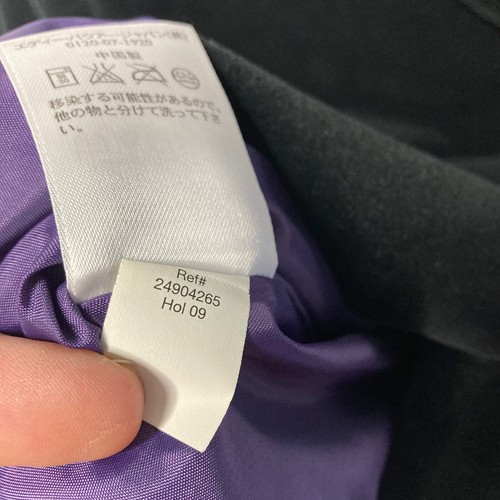 エディー・バウアー・ジャパン(株)
0120-07-1920
中国製
移染する可能性があるので、
他の物と分けて洗って下さ
い。
Ref#
24904265
Hol 09